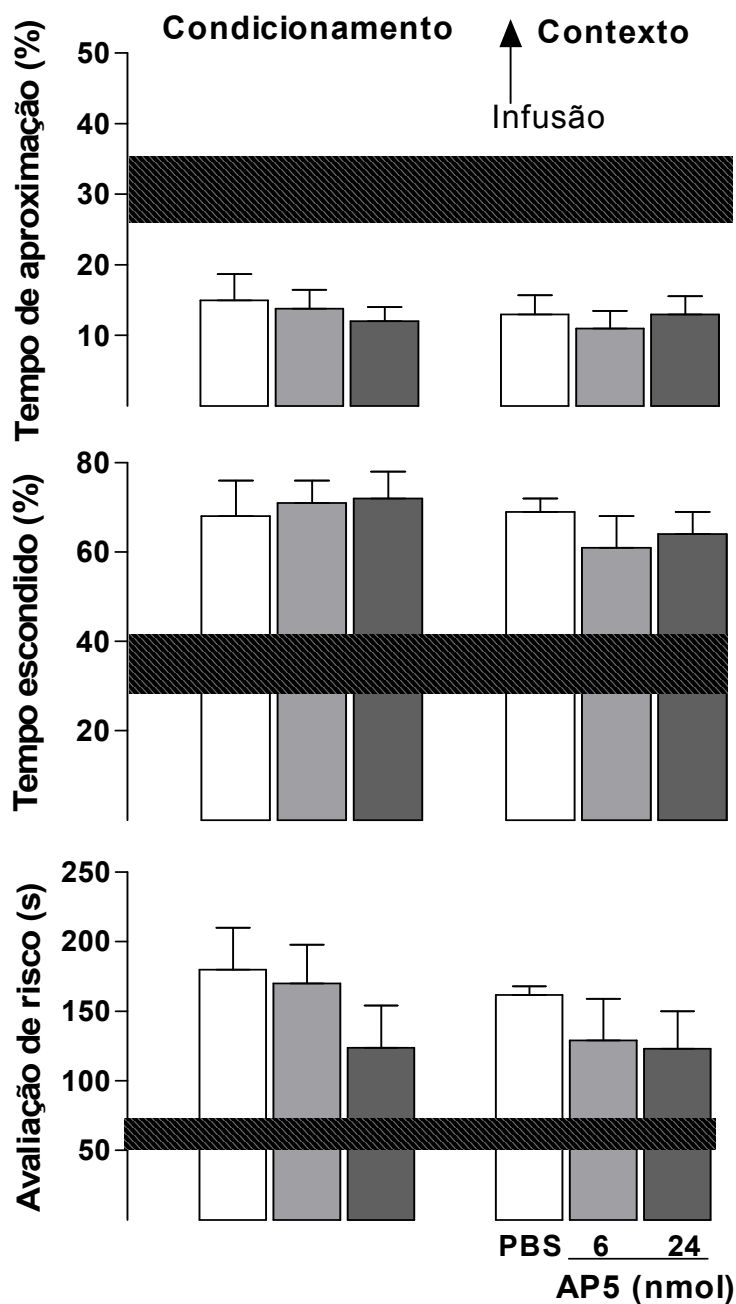 Condicionamento
Contexto
Infusão
Tempo de aproximação (%)
50
40
30
20
10
Tempo escondido (%)
80
60
40
20
Avaliação de risco (s)
250
200
150
100
50
PBS 6 24
AP5 (nmol)